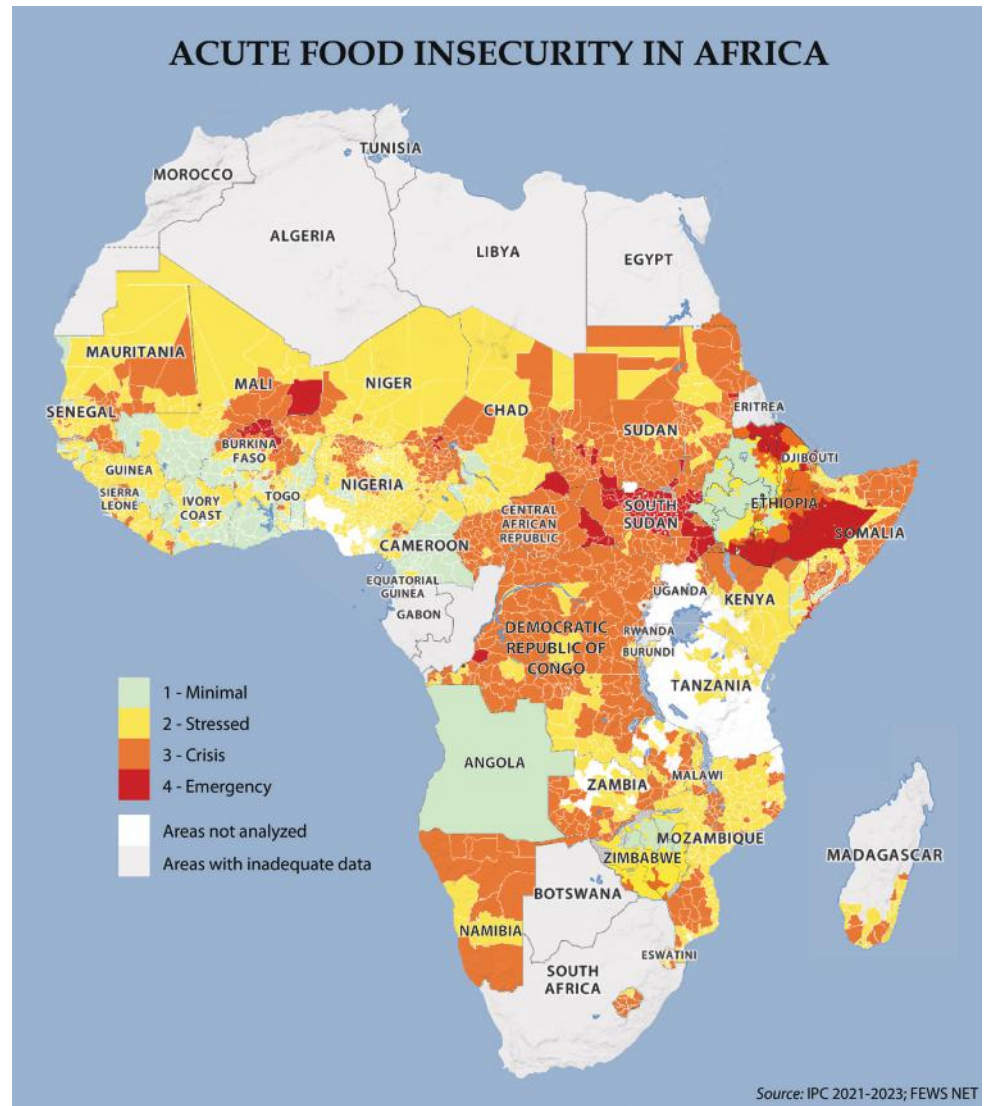 ACUTE FOOD INSECURITY IN AFRICA
TUNISIA
MOROCCO
ALGERIA
LIBYA
EGYPT
MAURITANIA
MALI
NIGER
CHAD
SUDAN
ERITREA
SENEGAL
BURKINA
FASO
DJIBOUTI
GUINEA
NIGERIA
SIERRA
LEONE
IVORY
COAST
TOGO
CENTRAL
AFRICAN
REPUBLIC
SOUTH
SUDAN
ETHIOPIA
SOMALIA
CAMEROON
EQUATORIAL
GUINEA
GABON
UGANDA
KENYA
DEMOCRATIC
REPUBLIC OF
CONGO
RWANDA
BURUNDI
TANZANIA
1 - Minimal
2 - Stressed
3 - Crisis
4 - Emergency
Areas not analyzed
Areas with inadequate data
ANGOLA
ZAMBIA
MALAWI
MOZAMBIQUE
ZIMBABWE
MADAGASCAR
BOTSWANA
NAMIBIA
ESWATINI
SOUTH
AFRICA
Source: IPC 2021-2023; FEWS NET